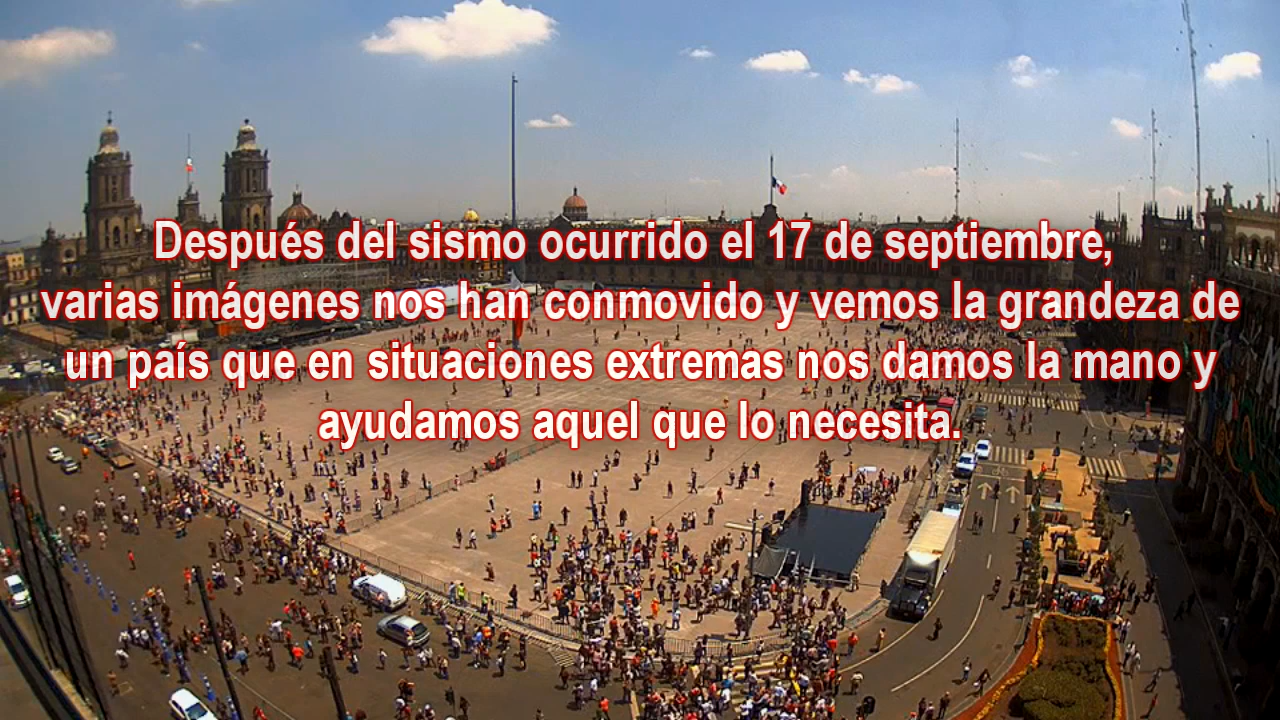 Después del sismo ocurrido el 17 de septiembre,
varias imágenes nos han conmovido y vemos la grandeza de
un país que en situaciones extremas nos damos la mano y
ayudamos aquel que lo necesita.